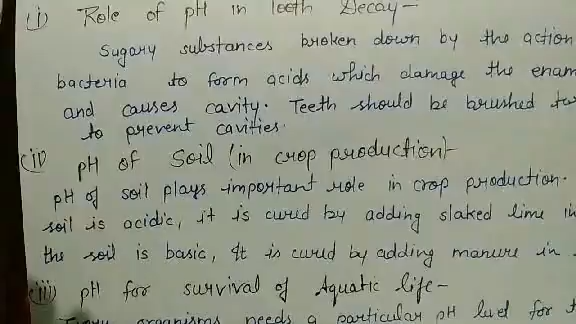 (i) Role of pH in teeth Decay -
Sugary substances broken down by the action
bacteria to form acids which damage the enam
and causes cavity. Teeth should be brushed tw
to prevent cavities.
(ii) pH of Soil (in crop production)-
pH of soil plays important role in crop production.
soil is acidic, it is cured by adding slaked lime in
the soil is basic, It is cured by adding manure in
(iii) pH for survival of Aquatic life -
organisms needs a particular pH level for